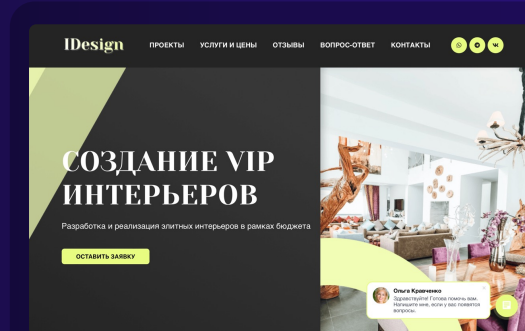 IDesign
ПРОЕКТЫ
УСЛУГИ И ЦЕНЫ
ОТЗЫВЫ
ВОПРОС-ОТВЕТ
КОНТАКТЫ
СОЗДАНИЕ VIP
ИНТЕРЬЕРОВ
Разработка и реализация элитных интерьеров в рамках бюджета
ОСТАВИТЬ ЗАЯВКУ
Ольга Кравченко
Здравствуйте! Готова помочь вам.
Напишите мне, если у вас появятся
вопросы.